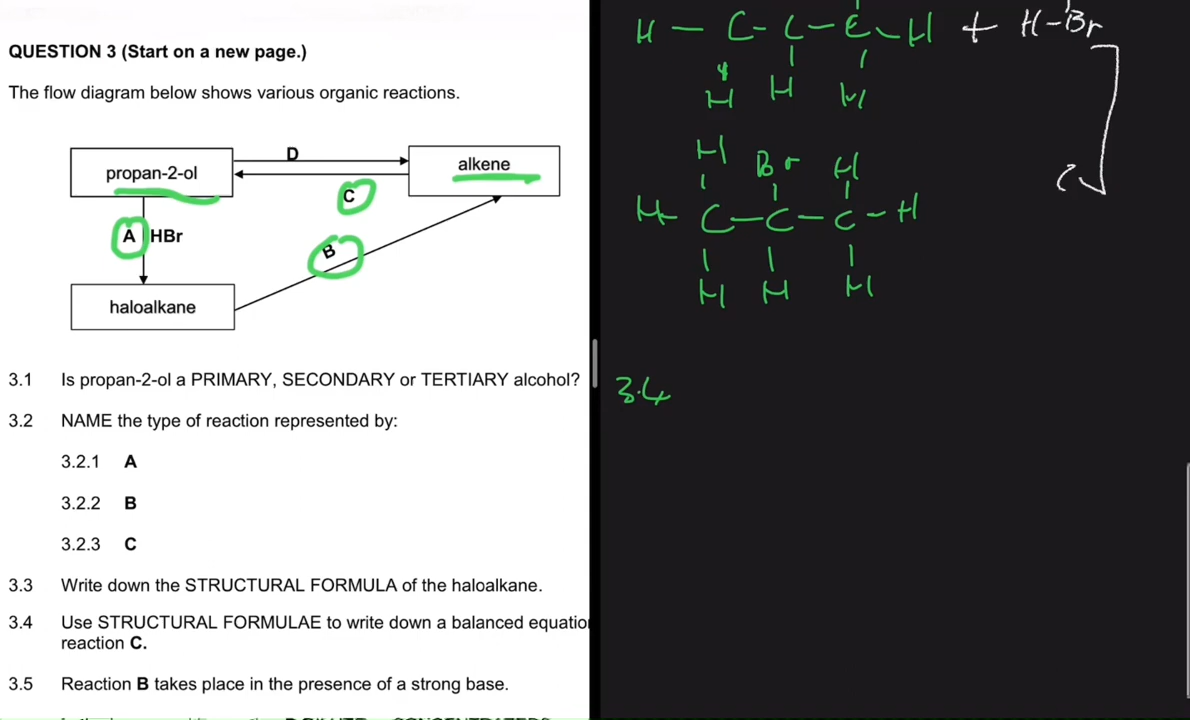 QUESTION 3 (Start on a new page.)
The flow diagram below shows various organic reactions.
propan-2-ol
D
alkene
C
A HBr
B
haloalkane
3.1 Is propan-2-ol a PRIMARY, SECONDARY or TERTIARY alcohol?
3.2 NAME the type of reaction represented by:
3.2.1 A
3.2.2 B
3.2.3 C
3.3 Write down the STRUCTURAL FORMULA of the haloalkane.
3.4 Use STRUCTURAL FORMULAE to write down a balanced equation
reaction C.
3.5 Reaction B takes place in the presence of a strong base.
H — C - C - C - H + H-Br
H H H
H Br H
H - C — C — C - H
H H H
3.4